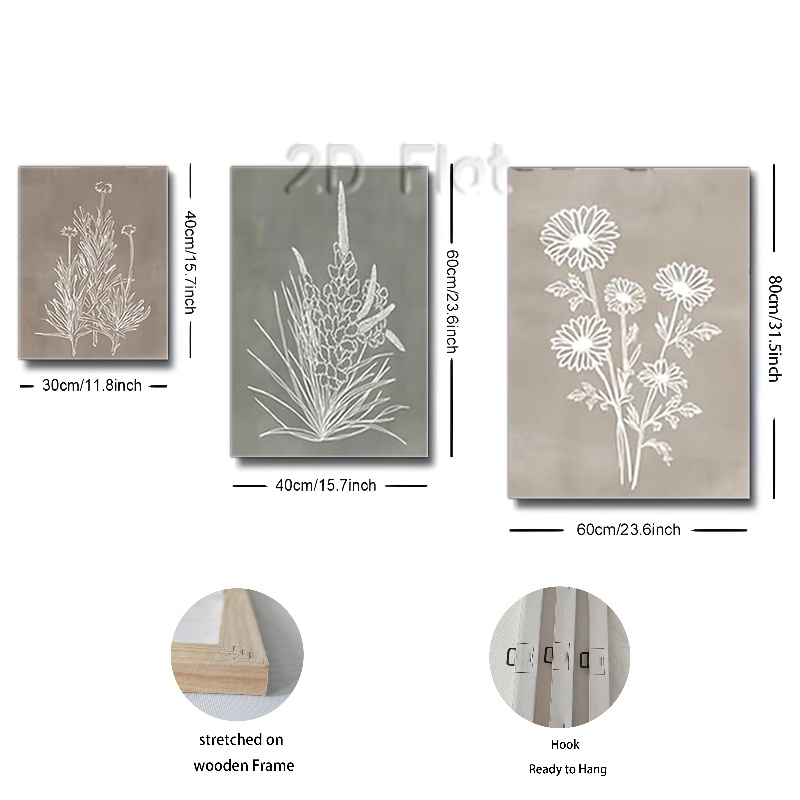 2D Flat
40cm/15.7inch
60cm/23.6inch
80cm/31.5inch
30cm/11.8inch
40cm/15.7inch
60cm/23.6inch
stretched on
wooden Frame
Hook
Ready to Hang